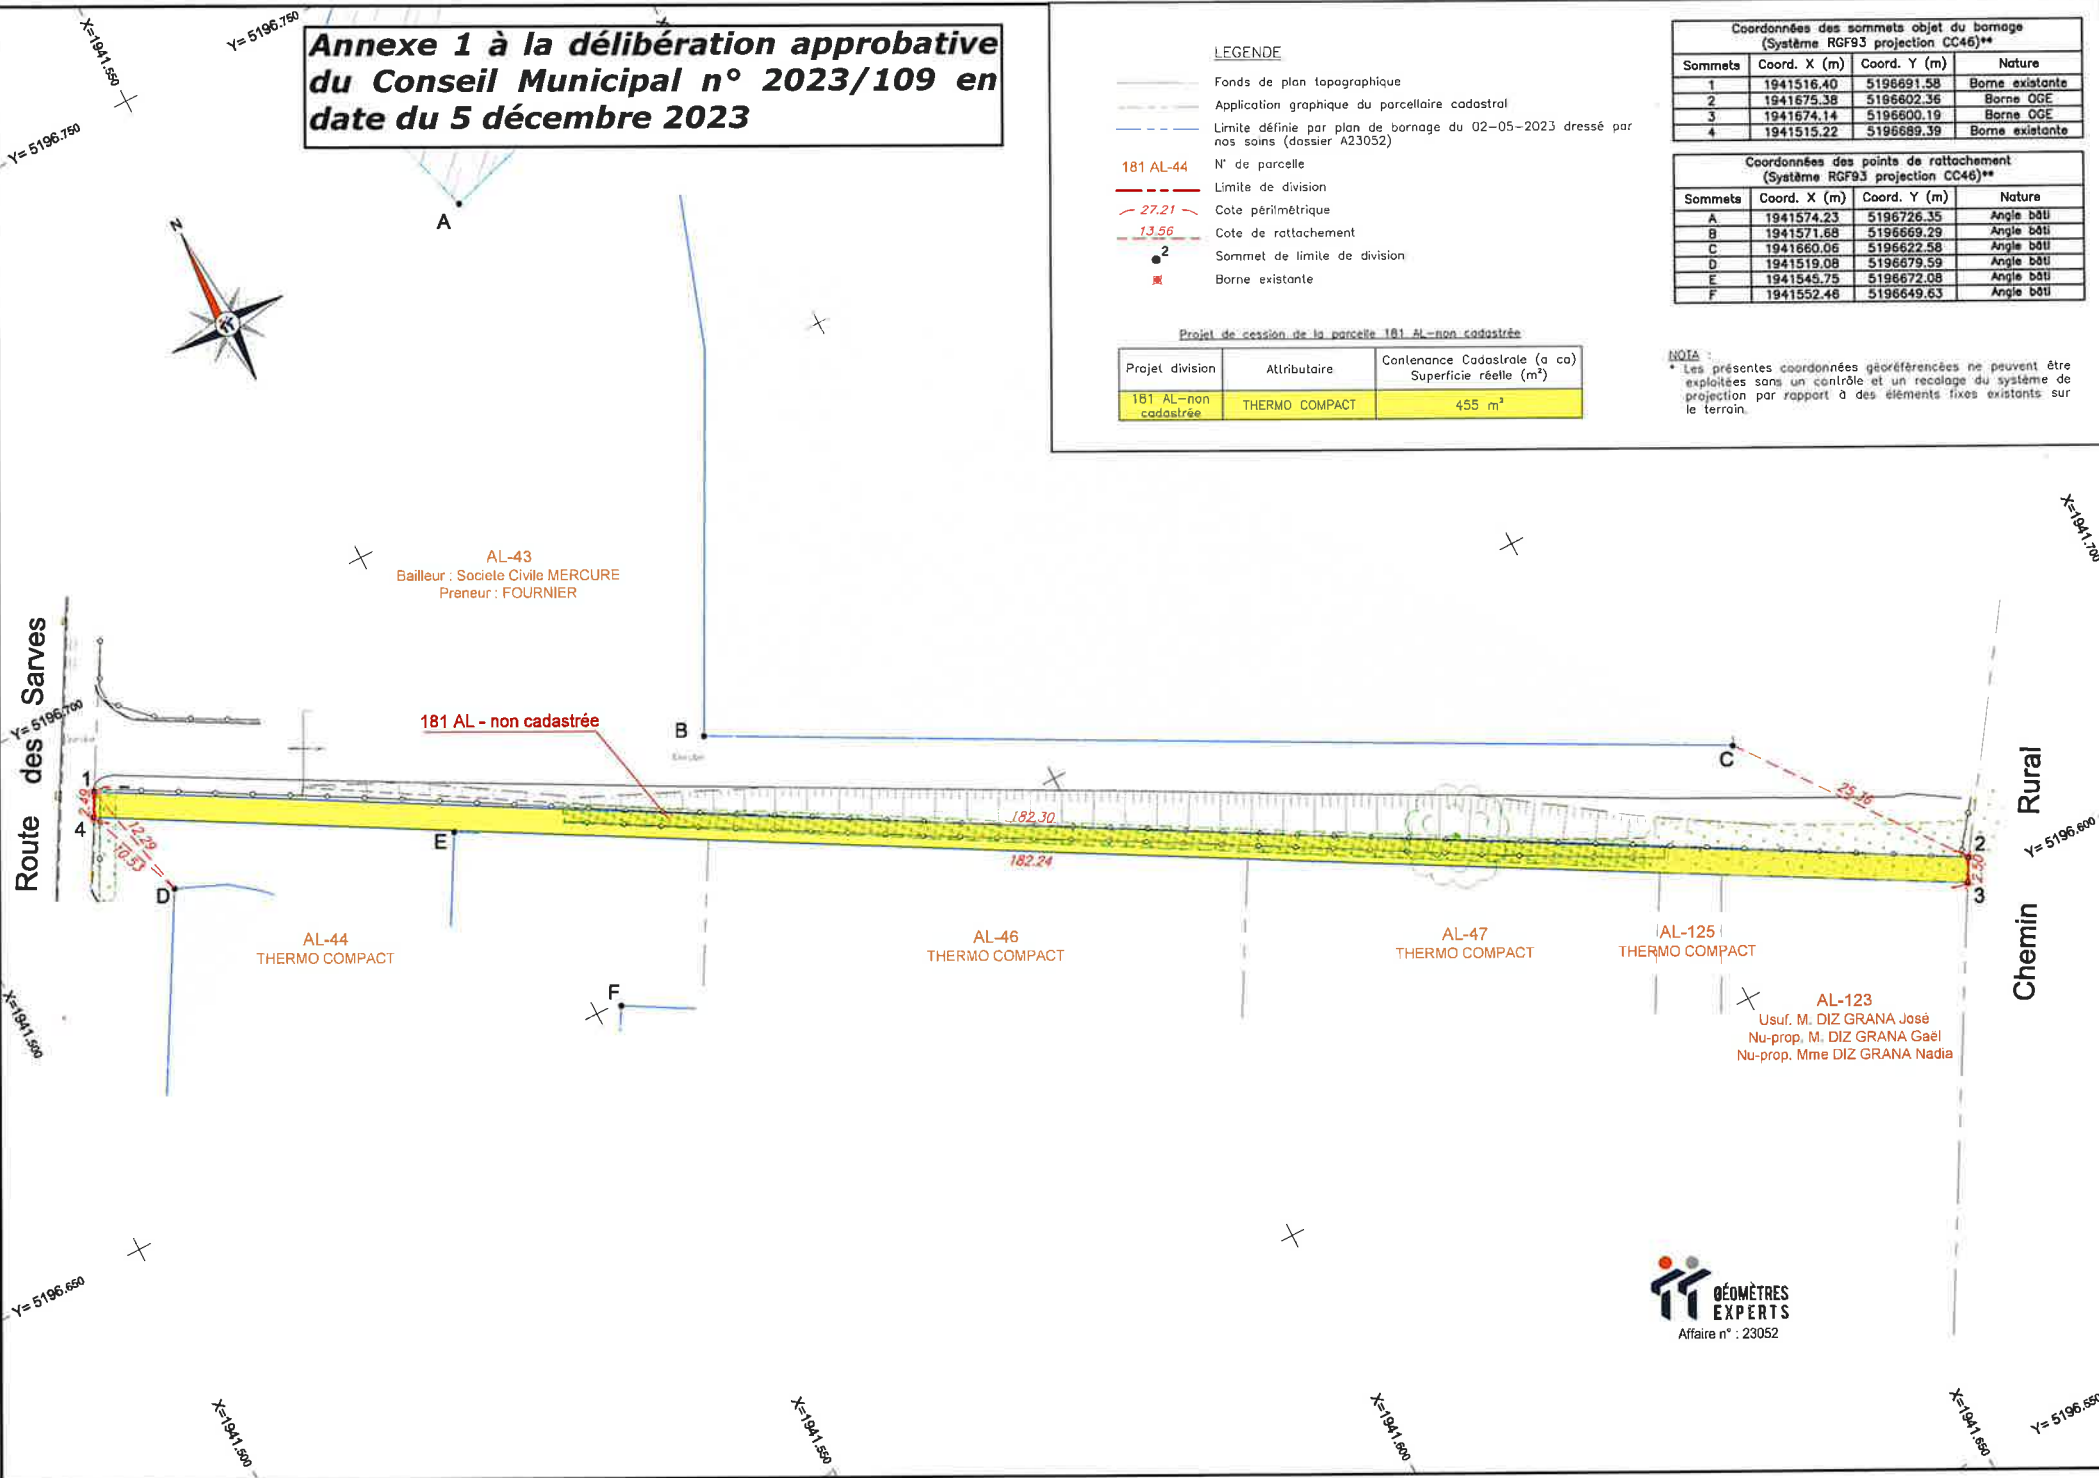 Annexe 1 à la délibération approbative
du Conseil Municipal n° 2023/109 en
date du 5 décembre 2023
X=1941.550
Y= 5196.750
Y= 5196.750
A
N
LEGENDE
Fonds de plan topographique
Application graphique du parcellaire cadastral
Limite définie par plan de bornage du 02-05-2023 dressé par
nos soins (dossier A23052)
181 AL-44 N° de parcelle
Limite de division
27.21 Cote périmétrique
13.56 Cote de rattachement
2 Sommet de limite de division
Borne existante
Projet de cession de la parcelle 181 AL-non cadastrée
Projet division Attributaire Contenance Cadastrale (a ca)
Superficie réelle (m²)
181 AL-non
cadastrée THERMO COMPACT 455 m²
Coordonnées des sommets objet du bornage
(Système RGF93 projection CC46)**
Sommets Coord. X (m) Coord. Y (m) Nature
1 1941516.40 5196691.58 Borne existante
2 1941675.38 5196602.36 Borne OGE
3 1941674.14 5196600.19 Borne OGE
4 1941515.22 5196689.39 Borne existante
Coordonnées des points de rattachement
(Système RGF93 projection CC46)**
Sommets Coord. X (m) Coord. Y (m) Nature
A 1941574.23 5196726.35 Angle bâti
B 1941571.68 5196669.29 Angle bâti
C 1941660.06 5196622.58 Angle bâti
D 1941519.08 5196679.59 Angle bâti
E 1941545.75 5196672.08 Angle bâti
F 1941552.46 5196649.63 Angle bâti
NOTA :
* Les présentes coordonnées géoréférencées ne peuvent être
exploitées sans un contrôle et un recalage du système de
projection par rapport à des éléments fixes existants sur
le terrain.
X=1941.700
AL-43
Bailleur : Societe Civile MERCURE
Preneur : FOURNIER
Route des Sarves
Y= 5196.700
181 AL - non cadastrée
B
C
25.16
1
2.49
4
12.29
10.53
D
E
182.30
182.24
2
2.50
3
Chemin Rural
Y= 5196.600
AL-44
THERMO COMPACT
AL-46
THERMO COMPACT
AL-47
THERMO COMPACT
AL-125
THERMO COMPACT
F
AL-123
Usuf. M. DIZ GRANA José
Nu-prop. M. DIZ GRANA Gaël
Nu-prop. Mme DIZ GRANA Nadia
X=1941.500
Y= 5196.650
GÉOMÈTRES
EXPERTS
Affaire n° : 23052
X=1941.500
X=1941.550
X=1941.600
X=1941.650
Y= 5196.550